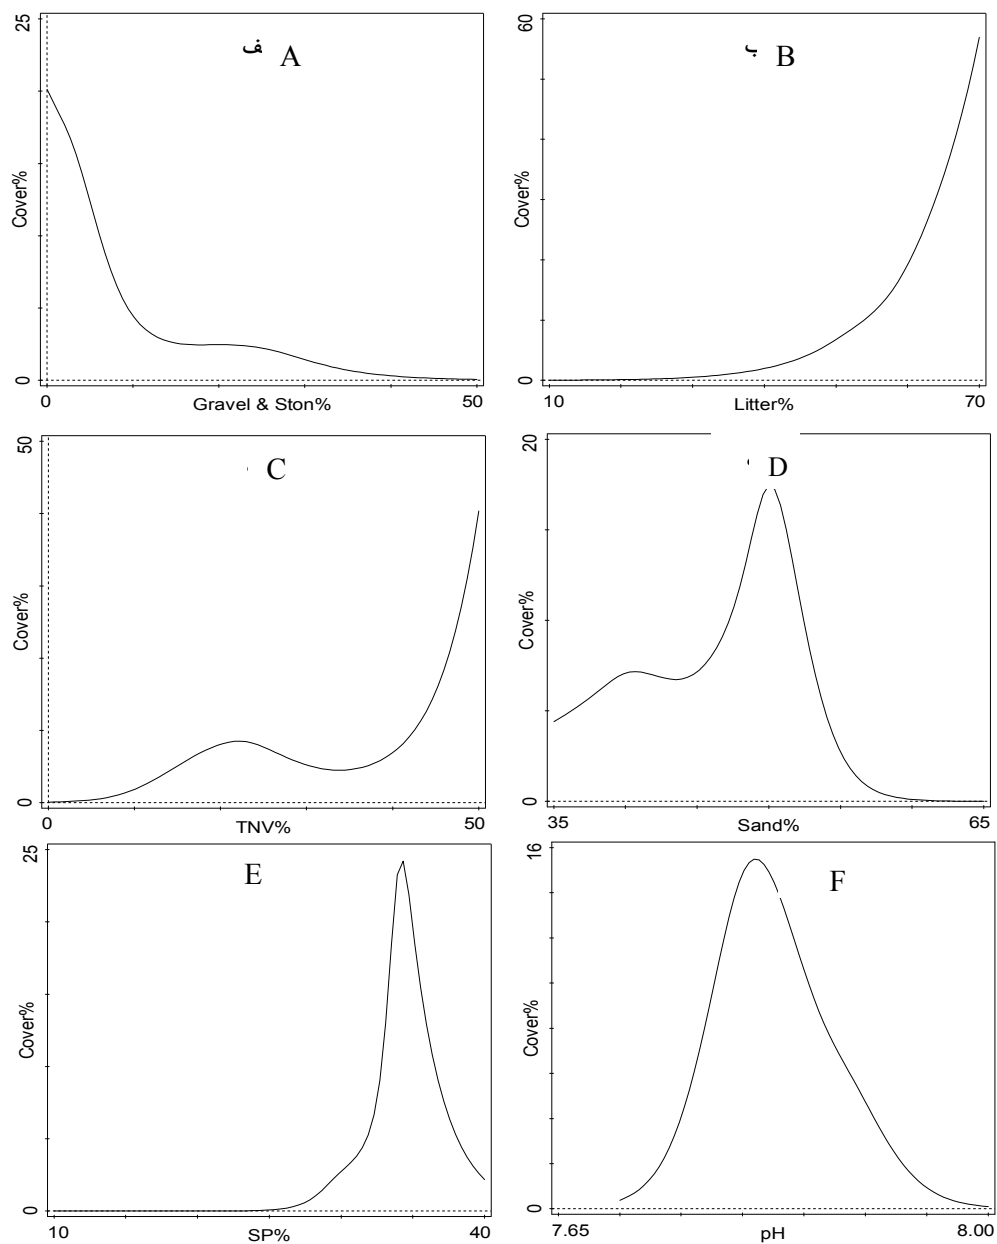 25
ف A
Cover%
0
0 Gravel & Ston% 50
60
ب B
Cover%
0
10 Litter% 70
50
C
Cover%
0
0 TNV% 50
20
D
Cover%
0
35 Sand% 65
25
E
Cover%
0
10 SP% 40
16
F
Cover%
0
7.65 pH 8.00